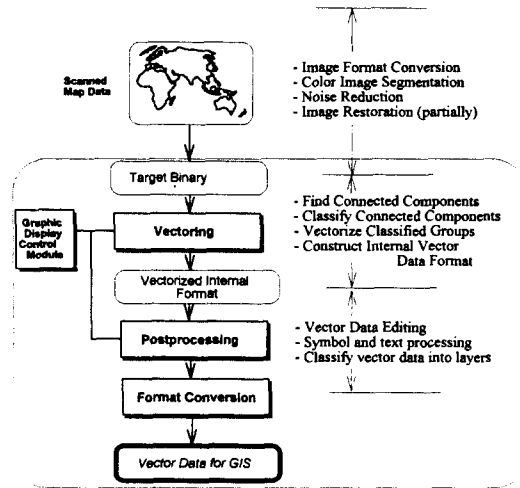 Scanned
Map Data
- Image Format Conversion
- Color Image Segmentation
- Noise Reduction
- Image Restoration (partially)
Target Binary
Graphic
Display
Control
Module
Vectoring
- Find Connected Components
- Classify Connected Components
- Vectorize Classified Groups
- Construct Internal Vector
Data Format
Vectorized Internal
Format
Postprocessing
- Vector Data Editing
- Symbol and text processing
- Classify vector data into layers
Format Conversion
Vector Data for GIS